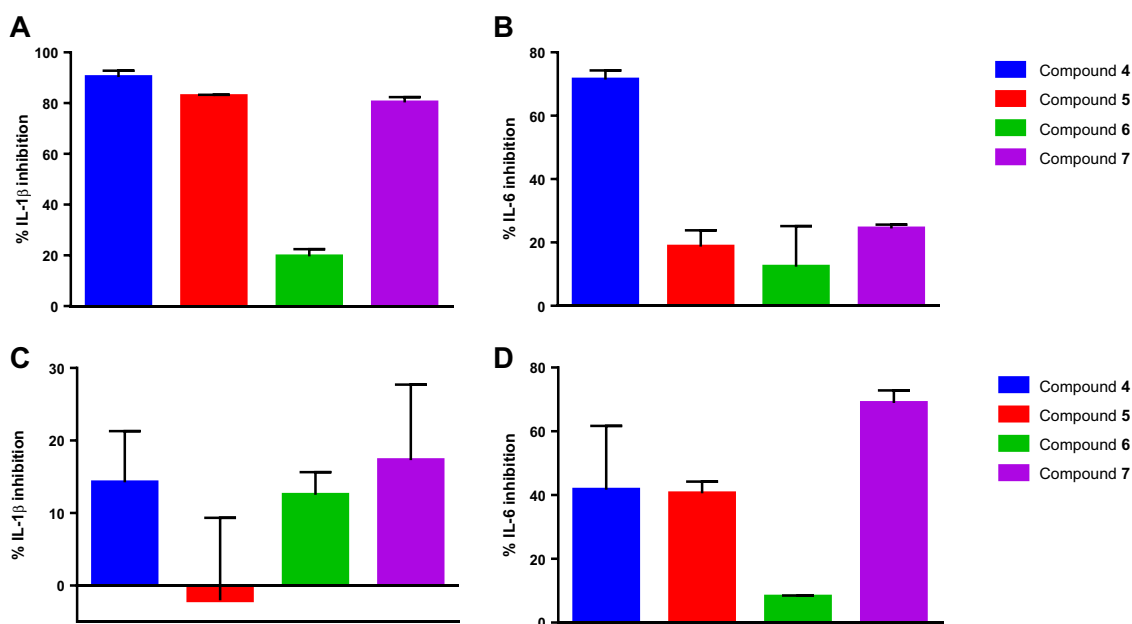 A
% IL-1β inhibition
100
80
60
40
20
0
B
% IL-6 inhibition
80
60
40
20
0
Compound 4
Compound 5
Compound 6
Compound 7
C
% IL-1β inhibition
30
20
10
0
D
% IL-6 inhibition
80
60
40
20
0
Compound 4
Compound 5
Compound 6
Compound 7